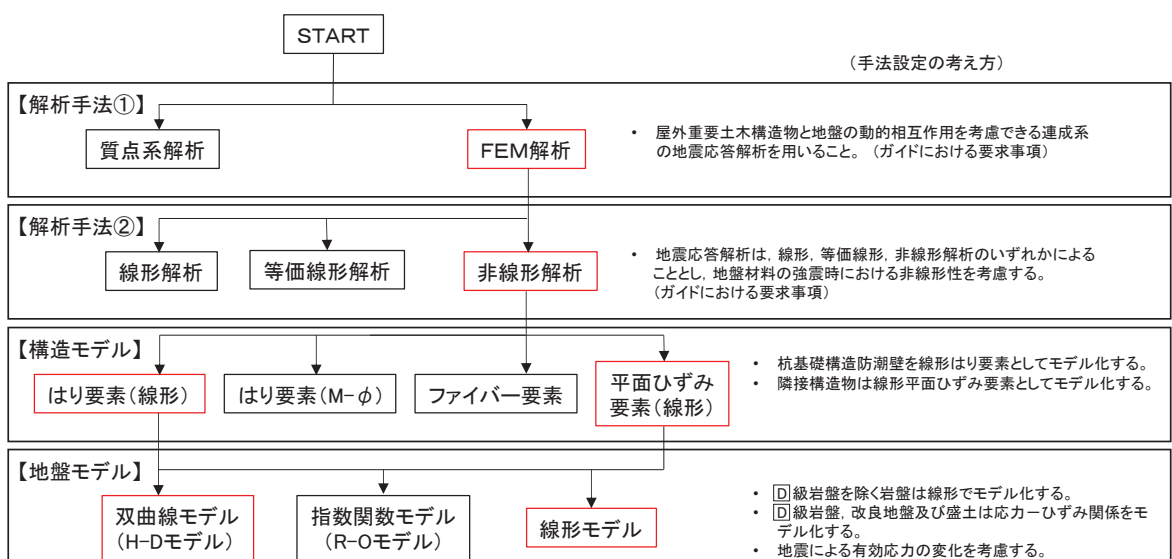 START
(手法設定の考え方)
【解析手法①】
質点系解析
FEM解析
• 屋外重要土木構造物と地盤の動的相互作用を考慮できる連成系
の地震応答解析を用いること。(ガイドにおける要求事項)
【解析手法②】
線形解析
等価線形解析
非線形解析
• 地震応答解析は,線形,等価線形,非線形解析のいずれかによる
こととし,地盤材料の強震時における非線形性を考慮する。
(ガイドにおける要求事項)
【構造モデル】
はり要素(線形)
はり要素(M-φ)
ファイバー要素
平面ひずみ
要素(線形)
• 杭基礎構造防潮壁を線形はり要素としてモデル化する。
• 隣接構造物は線形平面ひずみ要素としてモデル化する。
【地盤モデル】
双曲線モデル
(H-Dモデル)
指数関数モデル
(R-Oモデル)
線形モデル
• D級岩盤を除く岩盤は線形でモデル化する。
• D級岩盤,改良地盤及び盛土は応力ーひずみ関係をモ
デル化する。
• 地震による有効応力の変化を考慮する。